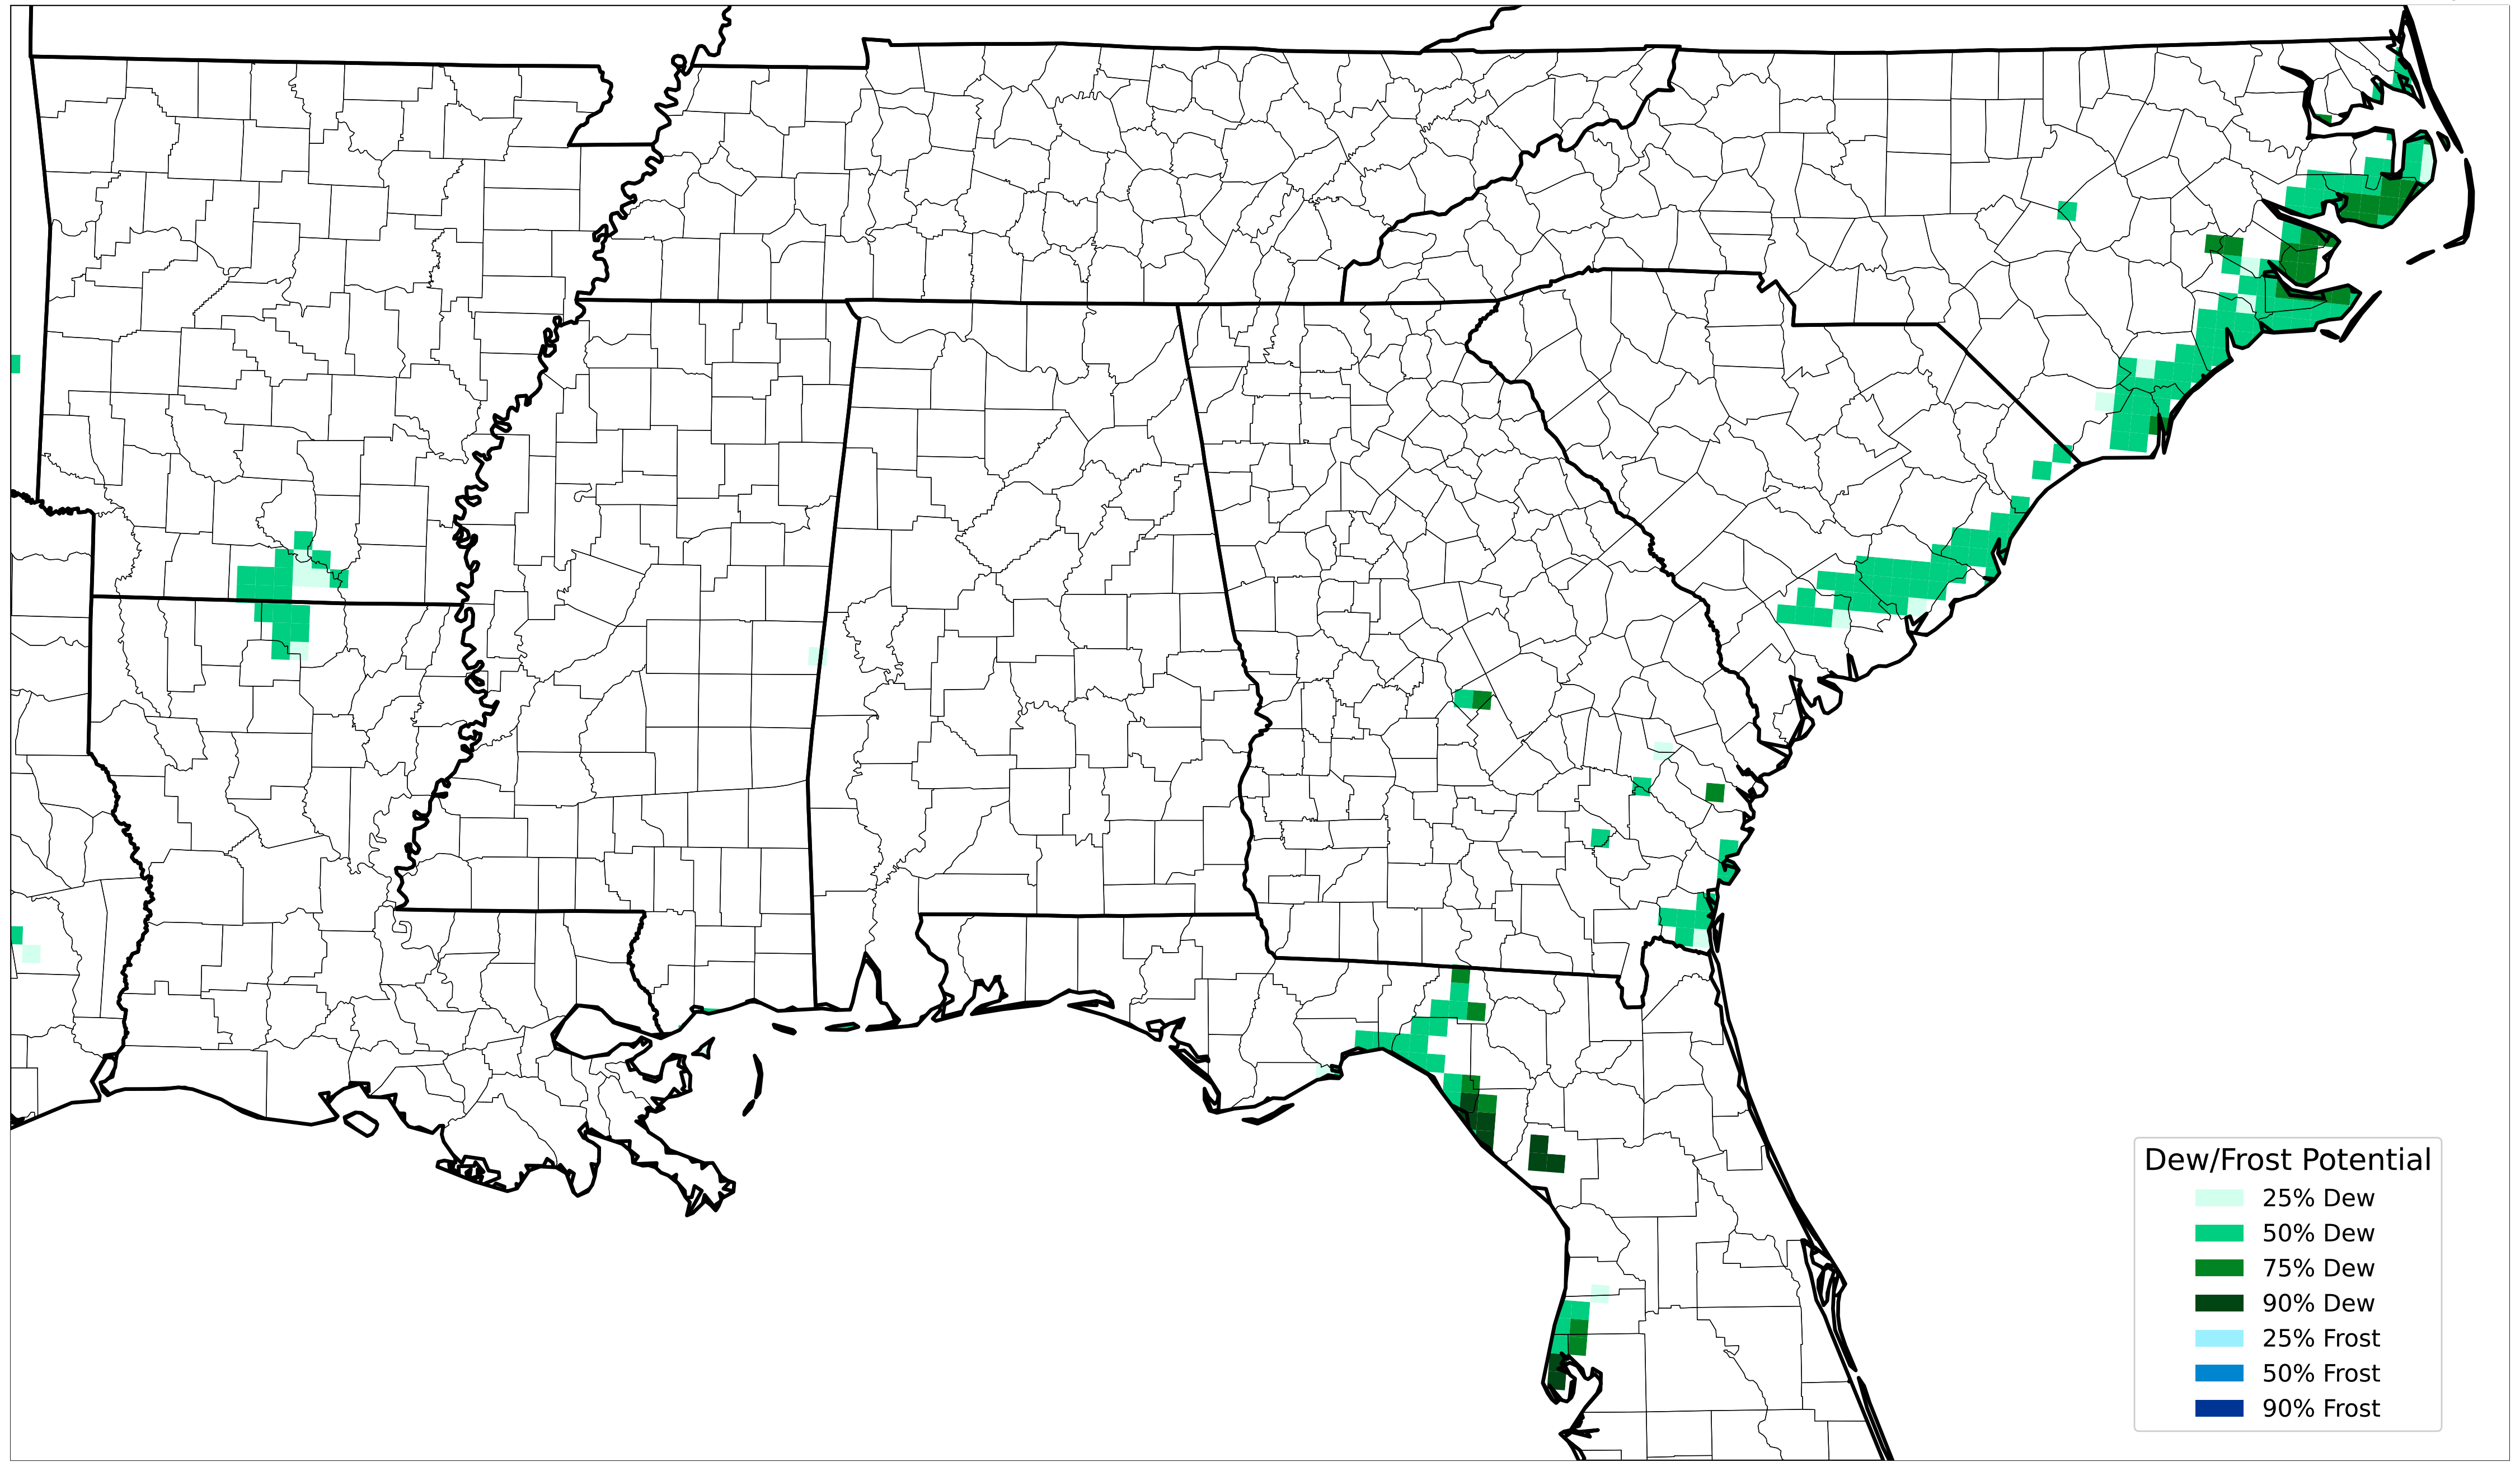 Dew/Frost Potential
25% Dew
50% Dew
75% Dew
90% Dew
25% Frost
50% Frost
90% Frost